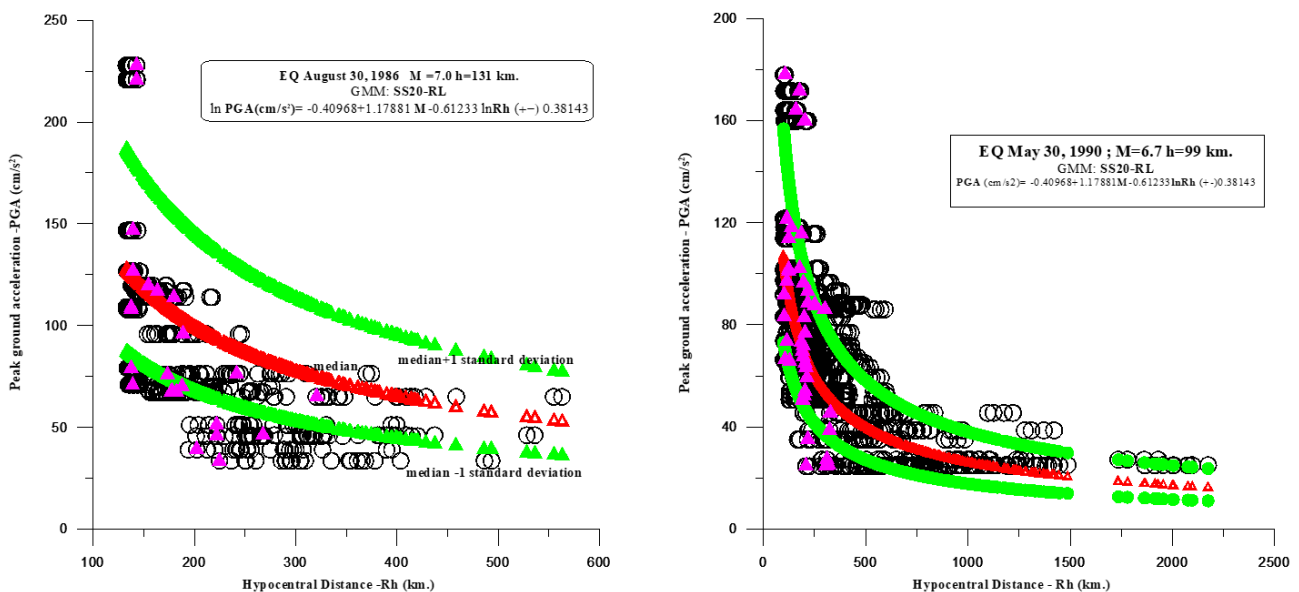 250
200
150
100
50
0
Peak ground acceleration -PGA (cm/s²)
EQ August 30, 1986 M =7.0 h=131 km.
GMM: SS20-RL
ln PGA(cm/s²)= -0.40968+1.17881 M -0.61233 lnRh (+−) 0.38143
median
median+1 standard deviation
median -1 standard deviation
100
200
300
400
500
600
Hypocentral Distance -Rh (km.)
200
160
120
80
40
0
Peak ground acceleration - PGA (cm/s²)
EQ May 30, 1990 ; M=6.7 h=99 km.
GMM: SS20-RL
PGA (cm/s2)= -0.40968+1.17881M -0.61233lnRh (+-)0.38143
0
500
1000
1500
2000
2500
Hypocentral Distance - Rh (km.)